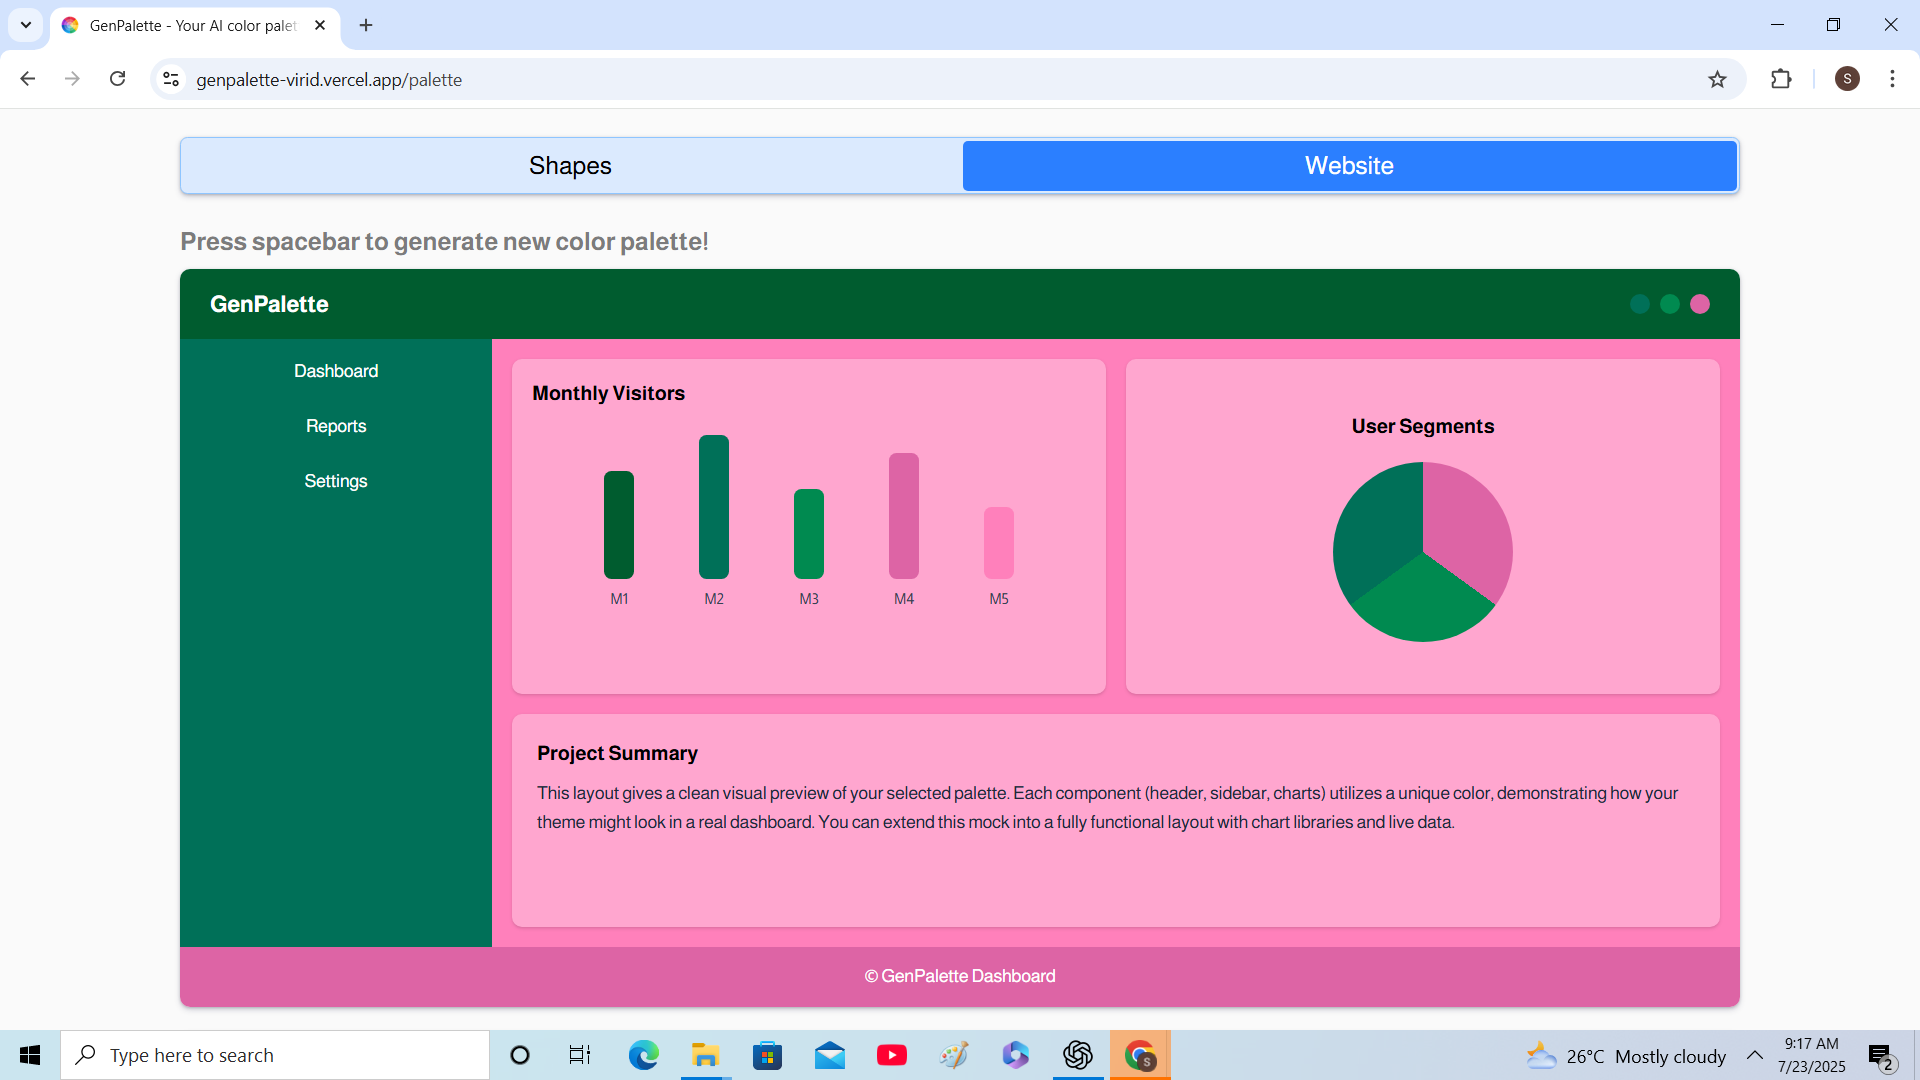 GenPalette - Your AI color palet
genpalette-virid.vercel.app/palette
S
Shapes
Website
Press spacebar to generate new color palette!
GenPalette
Dashboard
Reports
Settings
Monthly Visitors
M1
M2
M3
M4
M5
User Segments
Project Summary
This layout gives a clean visual preview of your selected palette. Each component (header, sidebar, charts) utilizes a unique color, demonstrating how your
theme might look in a real dashboard. You can extend this mock into a fully functional layout with chart libraries and live data.
© GenPalette Dashboard
Type here to search
S
26°C Mostly cloudy
9:17 AM
7/23/2025
2